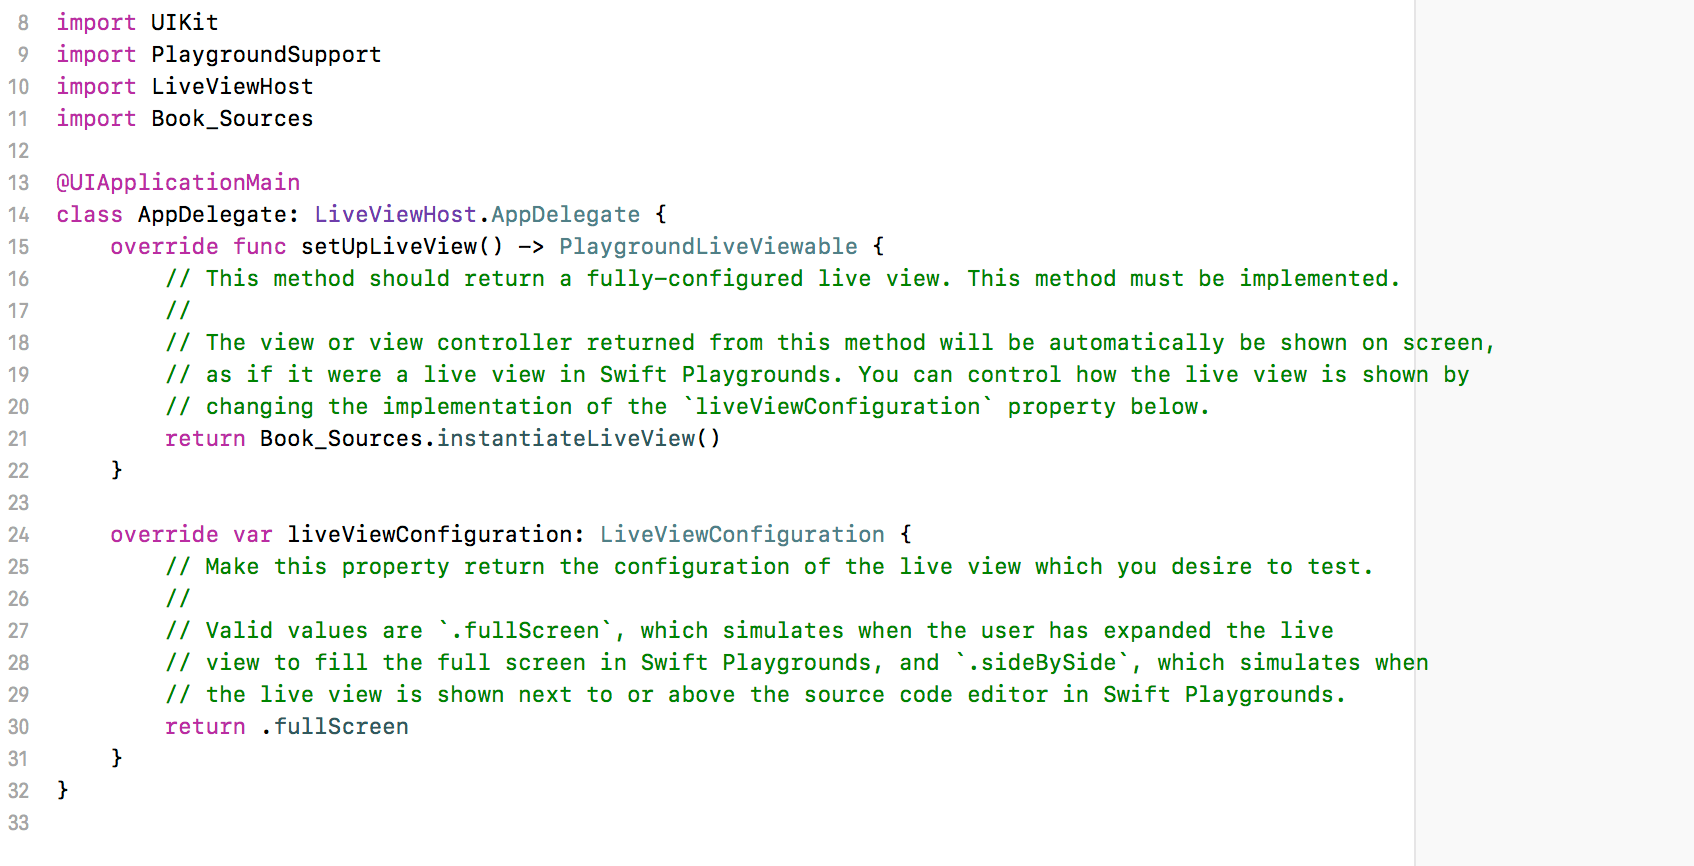 8 import UIKit
9 import PlaygroundSupport
10 import LiveViewHost
11 import Book_Sources
12
13 @UIApplicationMain
14 class AppDelegate: LiveViewHost.AppDelegate {
15     override func setUpLiveView() -> PlaygroundLiveViewable {
16         // This method should return a fully-configured live view. This method must be implemented.
17         //
18         // The view or view controller returned from this method will be automatically be shown on screen,
19         // as if it were a live view in Swift Playgrounds. You can control how the live view is shown by
20         // changing the implementation of the `liveViewConfiguration` property below.
21         return Book_Sources.instantiateLiveView()
22     }
23
24     override var liveViewConfiguration: LiveViewConfiguration {
25         // Make this property return the configuration of the live view which you desire to test.
26         //
27         // Valid values are `.fullScreen`, which simulates when the user has expanded the live
28         // view to fill the full screen in Swift Playgrounds, and `.sideBySide`, which simulates when
29         // the live view is shown next to or above the source code editor in Swift Playgrounds.
30         return .fullScreen
31     }
32 }
33